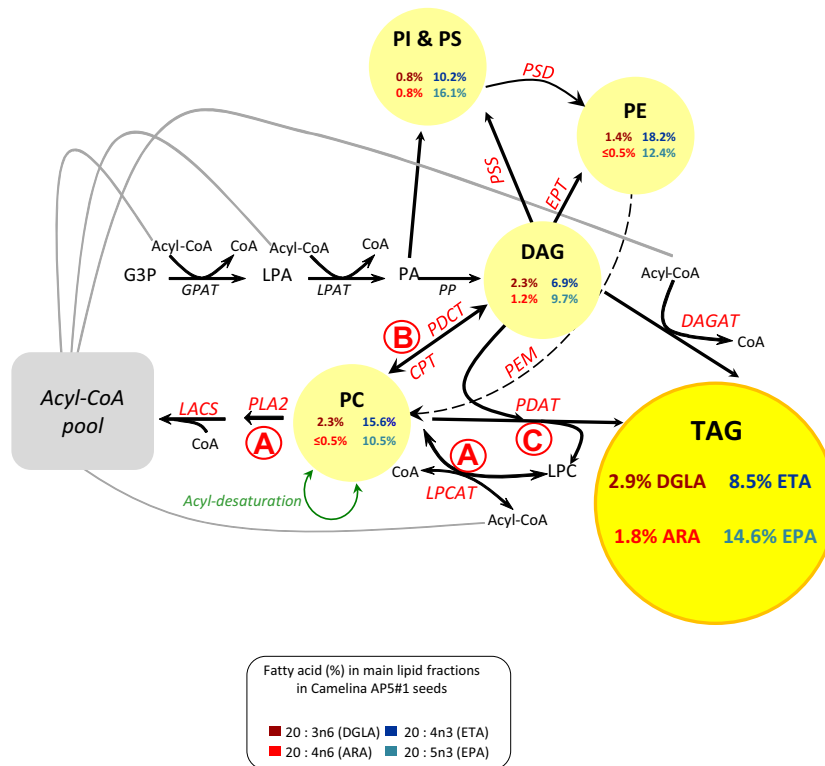 PI & PS
0.8% 10.2%
0.8% 16.1%
PSD
PE
1.4% 18.2%
≤0.5% 12.4%
PSS
EPT
Acyl-CoA
CoA
Acyl-CoA
CoA
G3P
GPAT
LPA
LPAT
PA
PP
DAG
2.3% 6.9%
1.2% 9.7%
Acyl-CoA
DAGAT
CoA
B
PDCT
CPT
PEM
Acyl-CoA
pool
LACS
CoA
PLA2
A
PC
2.3% 15.6%
≤0.5% 10.5%
PDAT
C
TAG
2.9% DGLA 8.5% ETA
1.8% ARA 14.6% EPA
Acyl-desaturation
CoA
A
LPC
LPCAT
Acyl-CoA
Fatty acid (%) in main lipid fractions
in Camelina AP5#1 seeds
20 : 3n6 (DGLA) 20 : 4n3 (ETA)
20 : 4n6 (ARA) 20 : 5n3 (EPA)